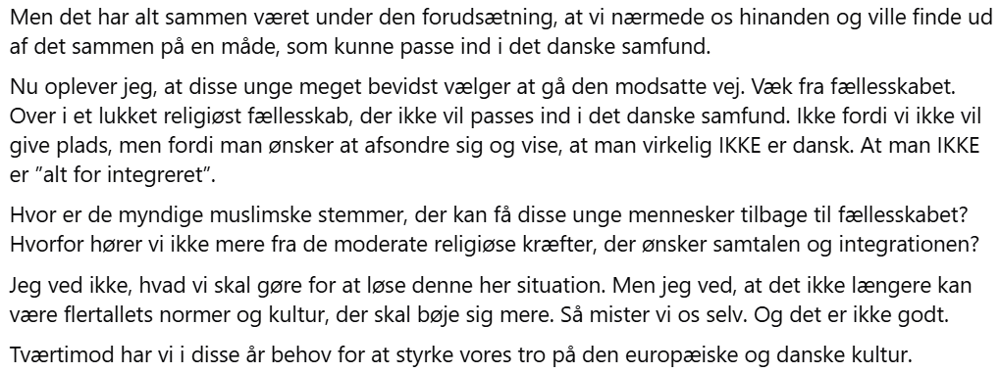 Men det har alt sammen været under den forudsætning, at vi nærmede os hinanden og ville finde ud
af det sammen på en måde, som kunne passe ind i det danske samfund.
Nu oplever jeg, at disse unge meget bevidst vælger at gå den modsatte vej. Væk fra fællesskabet.
Over i et lukket religiøst fællesskab, der ikke vil passes ind i det danske samfund. Ikke fordi vi ikke vil
give plads, men fordi man ønsker at afsondre sig og vise, at man virkelig IKKE er dansk. At man IKKE
er ”alt for integreret”.
Hvor er de myndige muslimske stemmer, der kan få disse unge mennesker tilbage til fællesskabet?
Hvorfor hører vi ikke mere fra de moderate religiøse kræfter, der ønsker samtalen og integrationen?
Jeg ved ikke, hvad vi skal gøre for at løse denne her situation. Men jeg ved, at det ikke længere kan
være flertallets normer og kultur, der skal bøje sig mere. Så mister vi os selv. Og det er ikke godt.
Tværtimod har vi i disse år behov for at styrke vores tro på den europæiske og danske kultur.